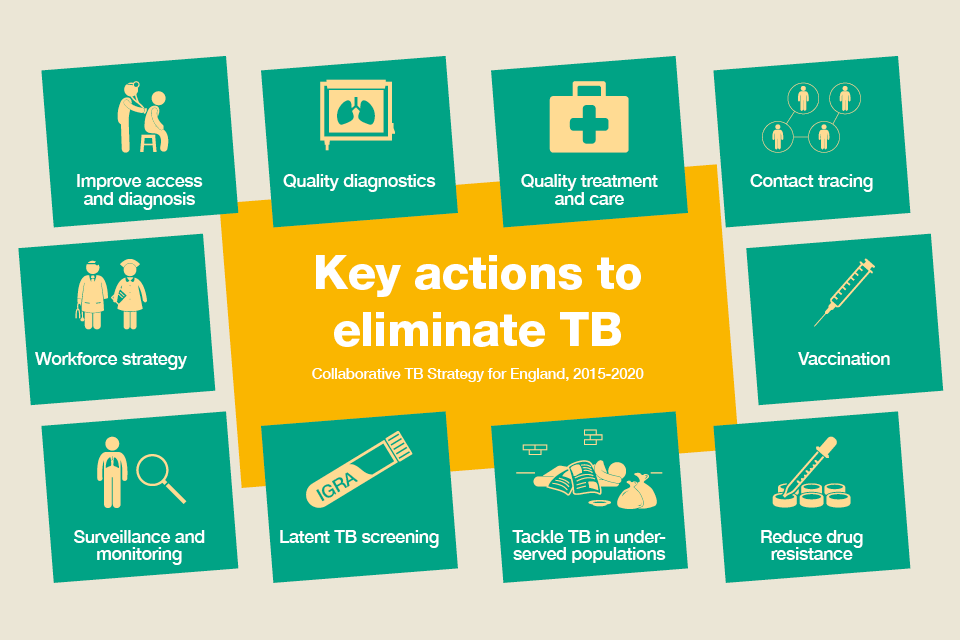 Improve access
and diagnosis
Quality diagnostics
Quality treatment
and care
Contact tracing
Key actions to
eliminate TB
Collaborative TB Strategy for England, 2015-2020
Workforce strategy
Vaccination
Surveillance and
monitoring
IGRA
Latent TB screening
Tackle TB in under-
served populations
Reduce drug
resistance